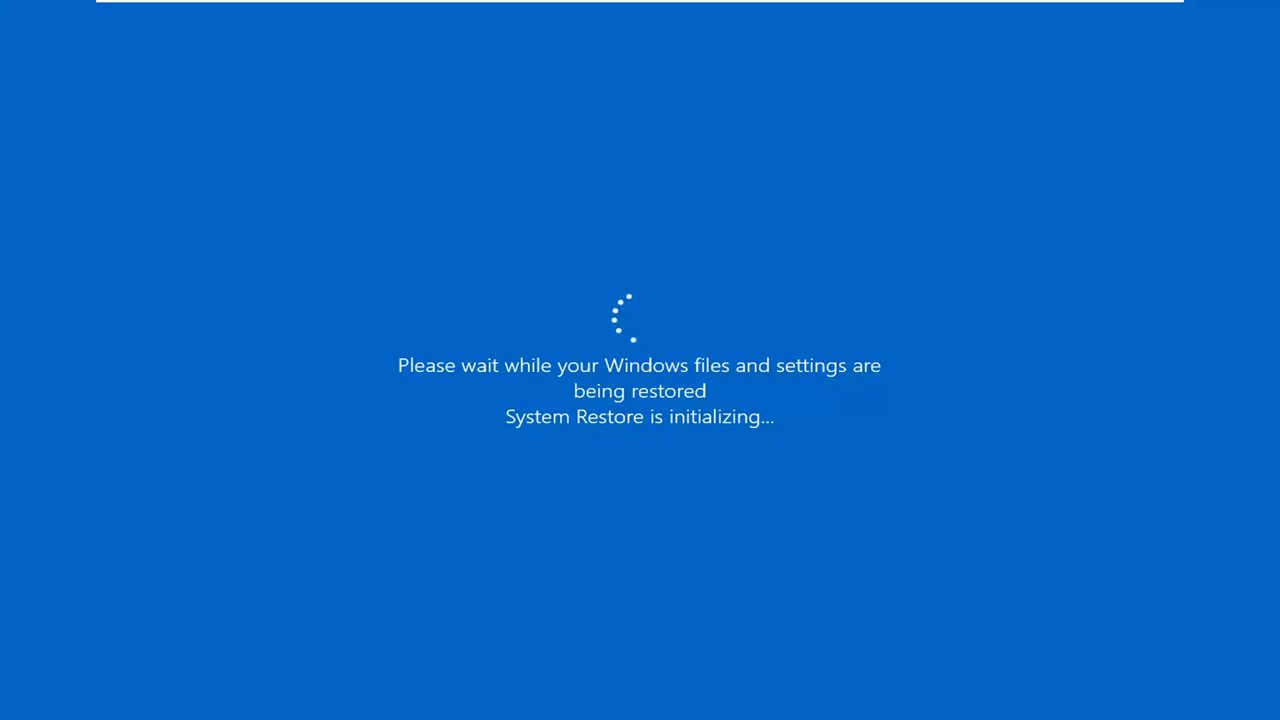 Please wait while your Windows files and settings are
being restored
System Restore is initializing...